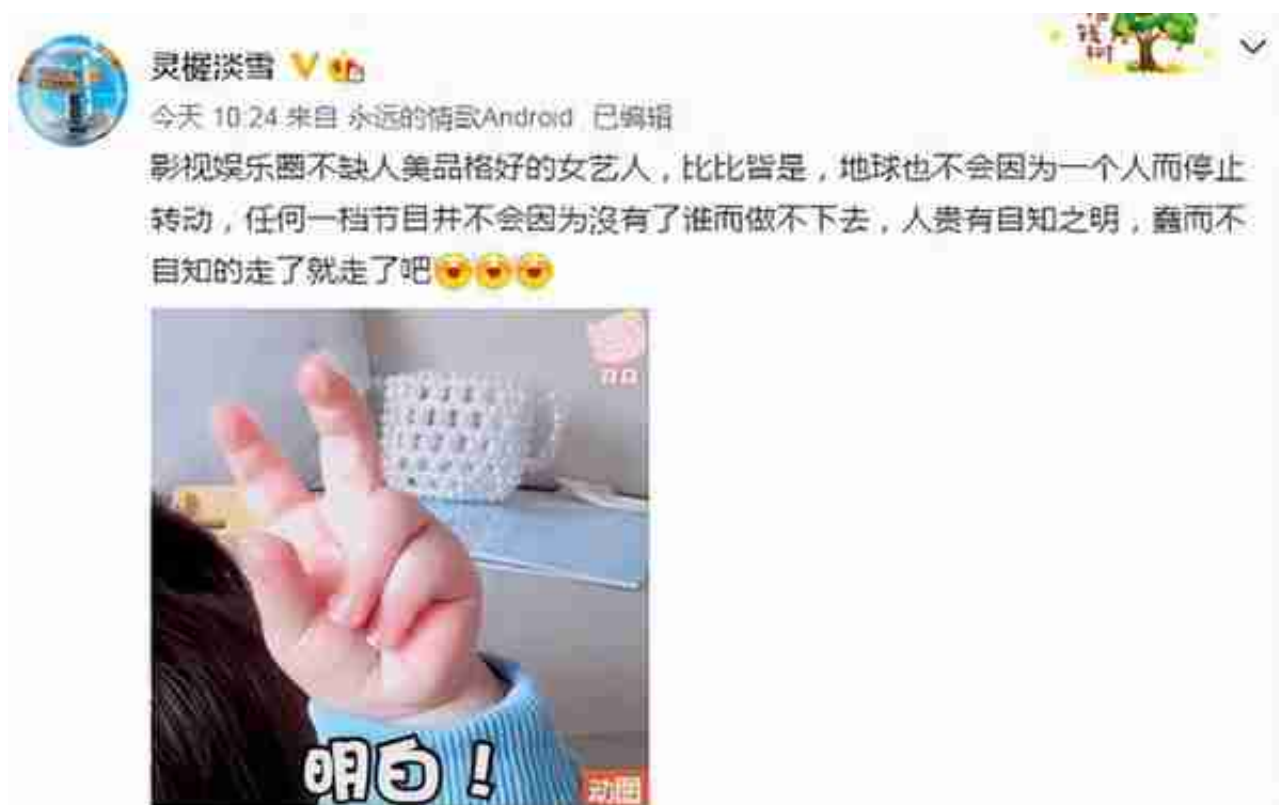 钱树
灵樨淡雪
今天 10:24 来自 永远的情歌Android 已编辑
影视娱乐圈不缺人美品格好的女艺人，比比皆是，地球也不会因为一个人而停止
转动，任何一档节目并不会因为沒有了谁而做不下去，人贵有自知之明，蠢而不
自知的走了就走了吧
明白！
动图